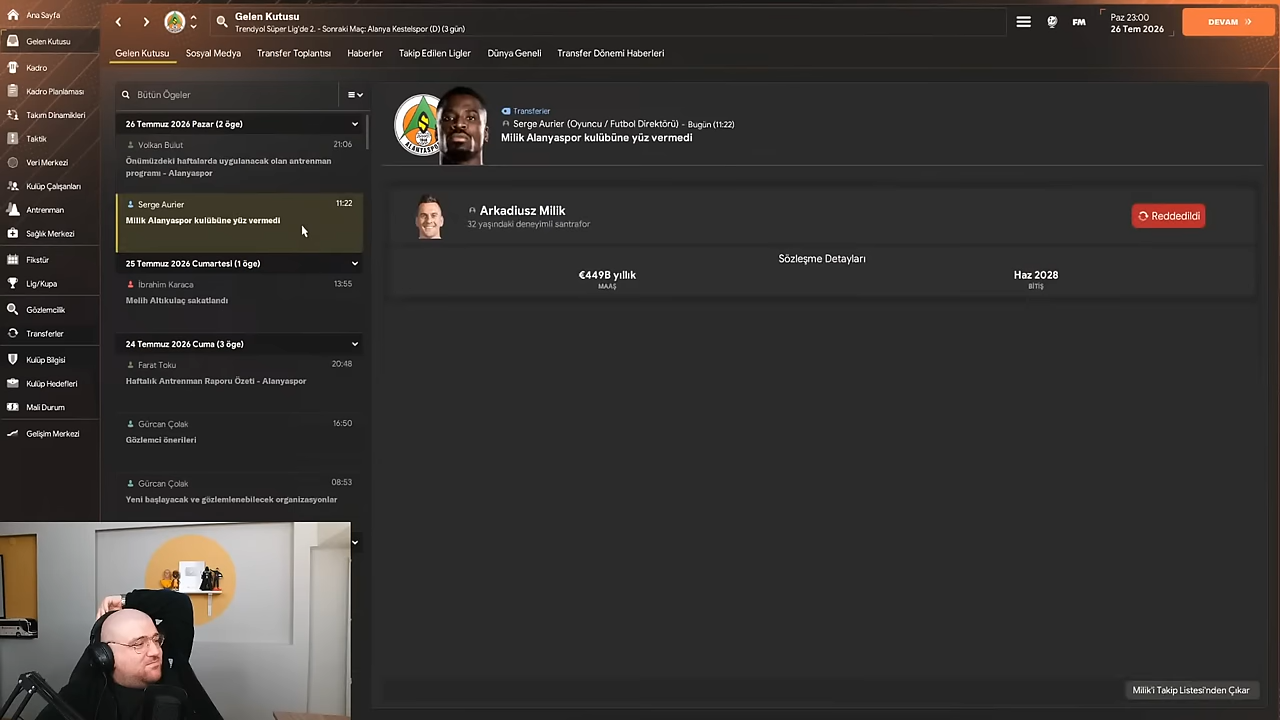 Ana Sayfa
Gelen Kutusu
Kadro
Kadro Planlaması
Takım Dinamikleri
Taktik
Veri Merkezi
Kulüp Çalışanları
Antrenman
Sağlık Merkezi
Fikstür
Lig/Kupa
Gözlemcilik
Transferler
Kulüp Bilgisi
Kulüp Hedefleri
Mali Durum
Gelişim Merkezi
Gelen Kutusu
Trendyol Süper Lig'de 2. - Sonraki Maç: Alanya Kestelspor (D) (3 gün)
FM
Paz 23:00
26 Tem 2026
DEVAM
Gelen Kutusu
Sosyal Medya
Transfer Toplantısı
Haberler
Takip Edilen Ligler
Dünya Geneli
Transfer Dönemi Haberleri
Bütün Ögeler
26 Temmuz 2026 Pazar (2 öge)
Volkan Bulut 21:06
Önümüzdeki haftalarda uygulanacak olan antrenman
programı - Alanyaspor
Serge Aurier 11:22
Milik Alanyaspor kulübüne yüz vermedi
25 Temmuz 2026 Cumartesi (1 öge)
İbrahim Karaca 13:55
Melih Altıkulaç sakatlandı
24 Temmuz 2026 Cuma (3 öge)
Farat Toku 20:48
Haftalık Antrenman Raporu Özeti - Alanyaspor
Gürcan Çolak 16:50
Gözlemci önerileri
Gürcan Çolak 08:53
Yeni başlayacak ve gözlemlenebilecek organizasyonlar
Transferler
Serge Aurier (Oyuncu / Futbol Direktörü) - Bugün (11:22)
Milik Alanyaspor kulübüne yüz vermedi
Arkadiusz Milik
32 yaşındaki deneyimli santrafor
Reddedildi
Sözleşme Detayları
€449B yıllık
MAAŞ
Haz 2028
BİTİŞ
Milik'i Takip Listesi'nden Çıkar